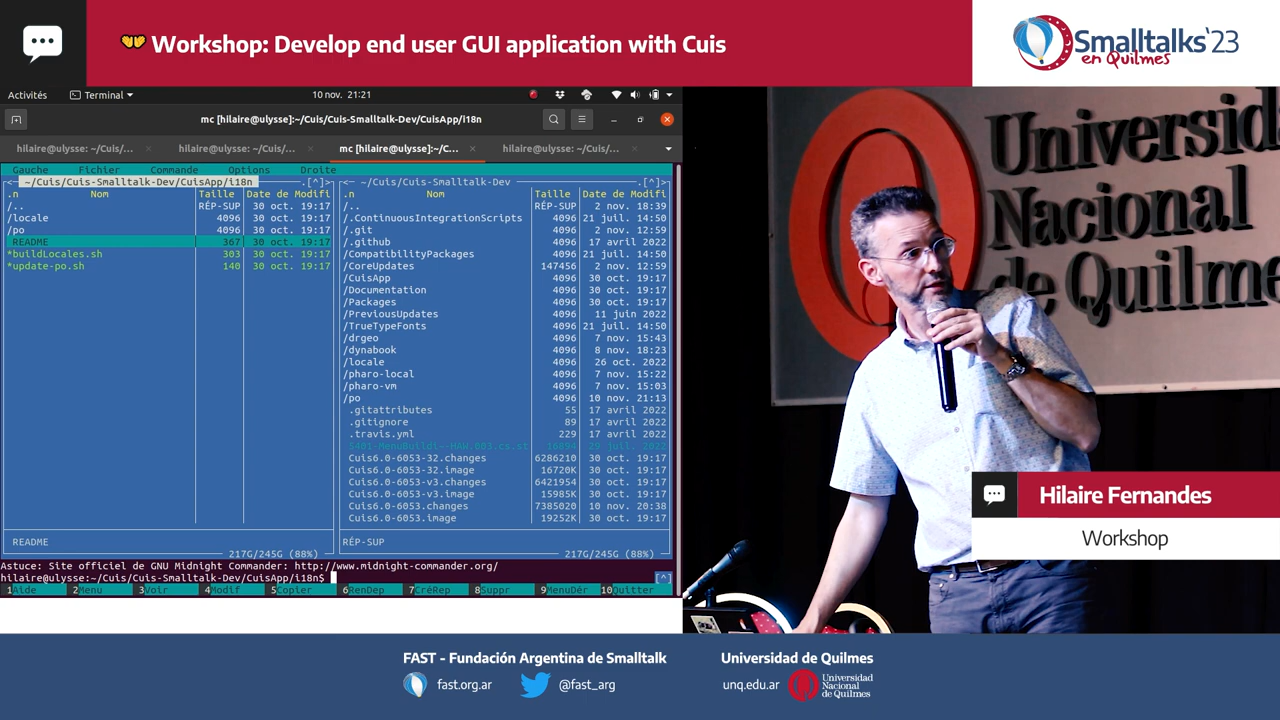 Workshop: Develop end user GUI application with Cuis
Smalltalks'23
en Quilmes
Activités
Terminal
10 nov. 21:21
mc [hilaire@ulysse]:~/Cuis/Cuis-Smalltalk-Dev/CuisApp/i18n
hilaire@ulysse: ~/Cuis/...
hilaire@ulysse: ~/Cuis/...
mc [hilaire@ulysse]:~/C...
hilaire@ulysse: ~/Cuis/...
Gauche Fichier Commande Options Droite
~/Cuis/Cuis-Smalltalk-Dev/CuisApp/i18n .[^]>
.n Nom Taille Date de Modifi
/.. RÉP-SUP 30 oct. 19:17
/locale 4096 30 oct. 19:17
/po 4096 30 oct. 19:17
README 367 30 oct. 19:17
*buildLocales.sh 303 30 oct. 19:17
*update-po.sh 140 30 oct. 19:17
README
217G/245G (88%)
<─ ~/Cuis/Cuis-Smalltalk-Dev .[^]>
.n Nom Taille Date de Modifi
/.. RÉP-SUP 2 nov. 18:39
/.ContinuousIntegrationScripts 4096 21 juil. 14:50
/.git 4096 2 nov. 12:59
/.github 4096 17 avril 2022
/CompatibilityPackages 4096 21 juil. 14:50
/CoreUpdates 147456 2 nov. 12:59
/CuisApp 4096 30 oct. 19:17
/Documentation 4096 30 oct. 19:17
/Packages 4096 30 oct. 19:17
/PreviousUpdates 4096 11 juin 2022
/TrueTypeFonts 4096 21 juil. 14:50
/drgeo 4096 7 nov. 15:43
/dynabook 4096 8 nov. 18:23
/locale 4096 26 oct. 2022
/pharo-local 4096 7 nov. 15:22
/pharo-vm 4096 7 nov. 15:03
/po 4096 10 nov. 21:13
.gitattributes 55 17 avril 2022
.gitignore 89 17 avril 2022
.travis.yml 229 17 avril 2022
Cuis6.0-6053-32.changes 6286210 30 oct. 19:17
Cuis6.0-6053-32.image 16720K 30 oct. 19:17
Cuis6.0-6053-v3.changes 6421954 30 oct. 19:17
Cuis6.0-6053-v3.image 15985K 30 oct. 19:17
Cuis6.0-6053.changes 7385020 10 nov. 20:38
Cuis6.0-6053.image 19252K 30 oct. 19:17
RÉP-SUP
217G/245G (88%)
Astuce: Site officiel de GNU Midnight Commander: http://www.midnight-commander.org/
hilaire@ulysse:~/Cuis/Cuis-Smalltalk-Dev/CuisApp/i18n$ [^]
1Aide 2Menu 3Voir 4Modif 5Copier 6RenDép 7CréRép 8Suppr 9MenuDér 10Quitter
Universid
Nacional
de Quilme
Hilaire Fernandes
Workshop
FAST - Fundación Argentina de Smalltalk
fast.org.ar
@fast_arg
Universidad de Quilmes
unq.edu.ar
Universidad
Nacional
de Quilmes